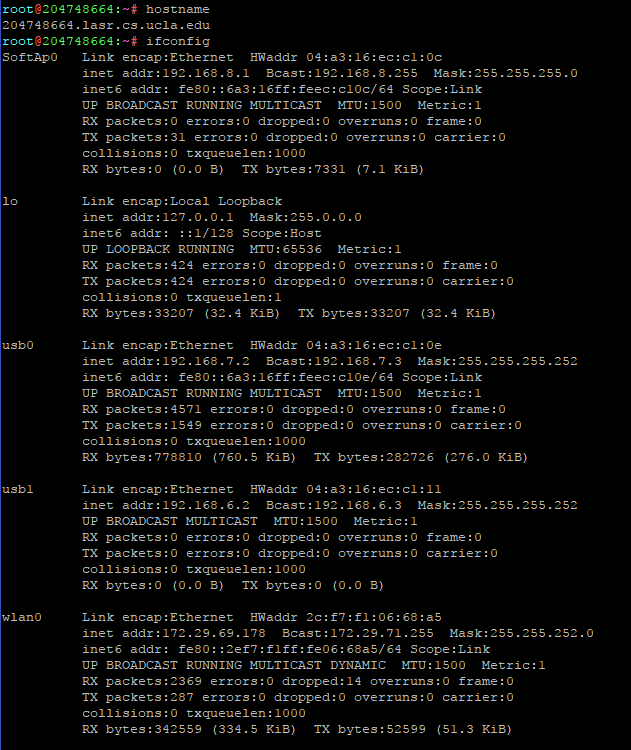 root@204748664:~# hostname
204748664.lasr.cs.ucla.edu
root@204748664:~# ifconfig
SoftAp0   Link encap:Ethernet  HWaddr 04:a3:16:ec:c1:0c
          inet addr:192.168.8.1  Bcast:192.168.8.255  Mask:255.255.255.0
          inet6 addr: fe80::6a3:16ff:feec:c10c/64 Scope:Link
          UP BROADCAST RUNNING MULTICAST  MTU:1500  Metric:1
          RX packets:0 errors:0 dropped:0 overruns:0 frame:0
          TX packets:31 errors:0 dropped:0 overruns:0 carrier:0
          collisions:0 txqueuelen:1000
          RX bytes:0 (0.0 B)  TX bytes:7331 (7.1 KiB)

lo        Link encap:Local Loopback
          inet addr:127.0.0.1  Mask:255.0.0.0
          inet6 addr: ::1/128 Scope:Host
          UP LOOPBACK RUNNING  MTU:65536  Metric:1
          RX packets:424 errors:0 dropped:0 overruns:0 frame:0
          TX packets:424 errors:0 dropped:0 overruns:0 carrier:0
          collisions:0 txqueuelen:1
          RX bytes:33207 (32.4 KiB)  TX bytes:33207 (32.4 KiB)

usb0      Link encap:Ethernet  HWaddr 04:a3:16:ec:c1:0e
          inet addr:192.168.7.2  Bcast:192.168.7.3  Mask:255.255.255.252
          inet6 addr: fe80::6a3:16ff:feec:c10e/64 Scope:Link
          UP BROADCAST RUNNING MULTICAST  MTU:1500  Metric:1
          RX packets:4571 errors:0 dropped:0 overruns:0 frame:0
          TX packets:1549 errors:0 dropped:0 overruns:0 carrier:0
          collisions:0 txqueuelen:1000
          RX bytes:778810 (760.5 KiB)  TX bytes:282726 (276.0 KiB)

usb1      Link encap:Ethernet  HWaddr 04:a3:16:ec:c1:11
          inet addr:192.168.6.2  Bcast:192.168.6.3  Mask:255.255.255.252
          UP BROADCAST MULTICAST  MTU:1500  Metric:1
          RX packets:0 errors:0 dropped:0 overruns:0 frame:0
          TX packets:0 errors:0 dropped:0 overruns:0 carrier:0
          collisions:0 txqueuelen:1000
          RX bytes:0 (0.0 B)  TX bytes:0 (0.0 B)

wlan0     Link encap:Ethernet  HWaddr 2c:f7:f1:06:68:a5
          inet addr:172.29.69.178  Bcast:172.29.71.255  Mask:255.255.252.0
          inet6 addr: fe80::2ef7:f1ff:fe06:68a5/64 Scope:Link
          UP BROADCAST RUNNING MULTICAST DYNAMIC  MTU:1500  Metric:1
          RX packets:2369 errors:0 dropped:14 overruns:0 frame:0
          TX packets:287 errors:0 dropped:0 overruns:0 carrier:0
          collisions:0 txqueuelen:1000
          RX bytes:342559 (334.5 KiB)  TX bytes:52599 (51.3 KiB)